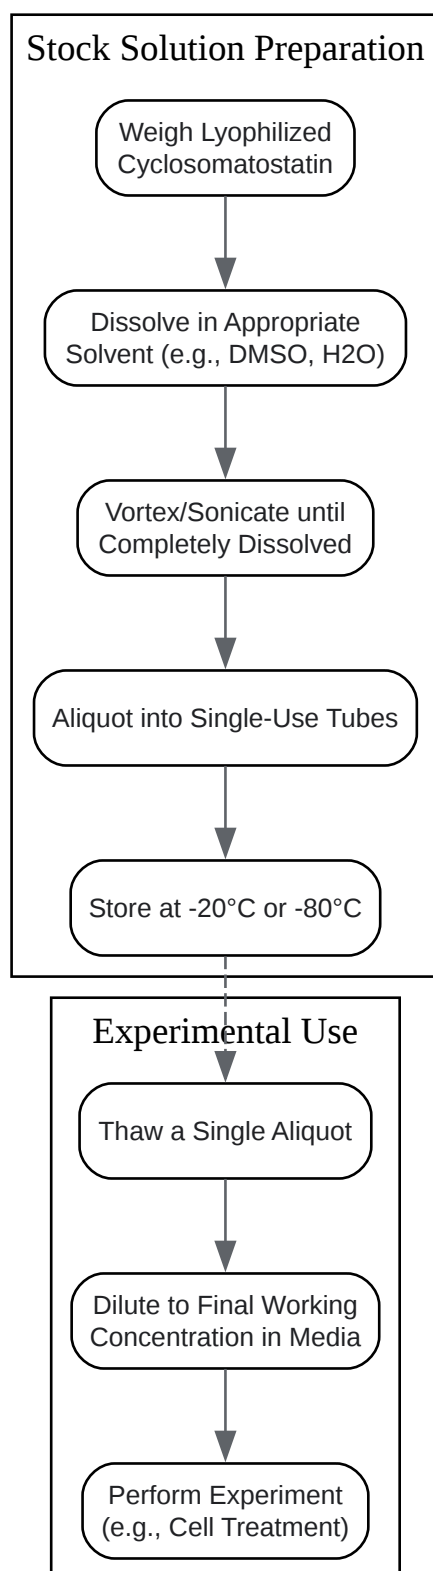 Stock Solution Preparation
Weigh Lyophilized
Cyclosomatostatin
Dissolve in Appropriate
Solvent (e.g., DMSO, H2O)
Vortex/Sonicate until
Completely Dissolved
Aliquot into Single-Use Tubes
Store at -20°C or -80°C
Experimental Use
Thaw a Single Aliquot
Dilute to Final Working
Concentration in Media
Perform Experiment
(e.g., Cell Treatment)